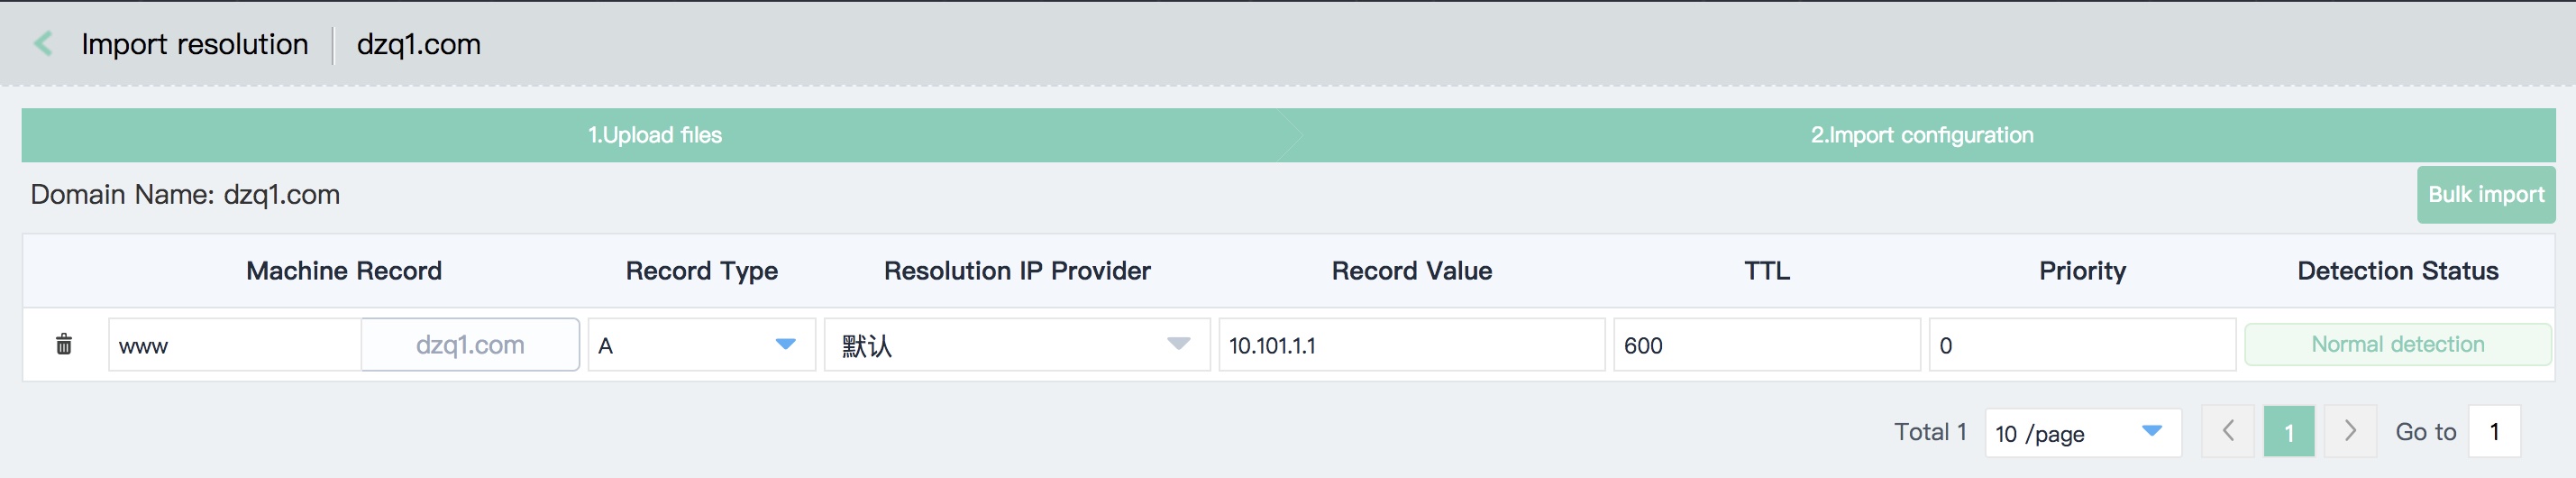 Import resolution dzq1.com
1.Upload files 2.Import configuration
Domain Name: dzq1.com Bulk import
Machine Record Record Type Resolution IP Provider Record Value TTL Priority Detection Status
www dzq1.com A 默认 10.101.1.1 600 0 Normal detection
Total 1 10 /page 1 Go to 1